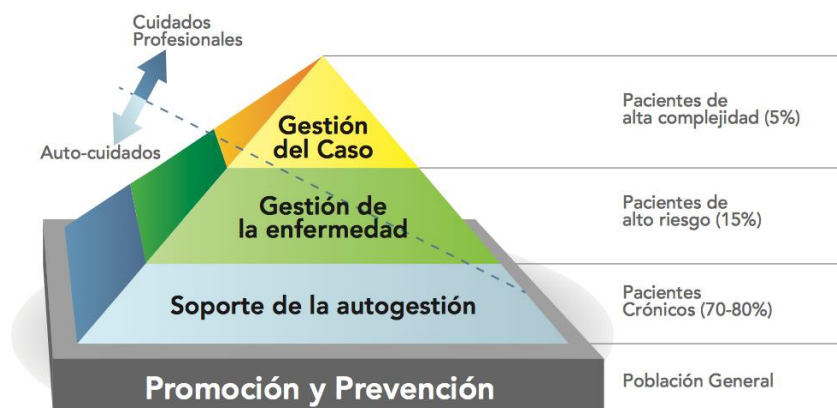 Cuidados
Profesionales
Auto-cuidados
Gestión
del Caso
Pacientes de
alta complejidad (5%)
Gestión de
la enfermedad
Pacientes de
alto riesgo (15%)
Soporte de la autogestión
Pacientes
Crónicos (70-80%)
Promoción y Prevención
Población General